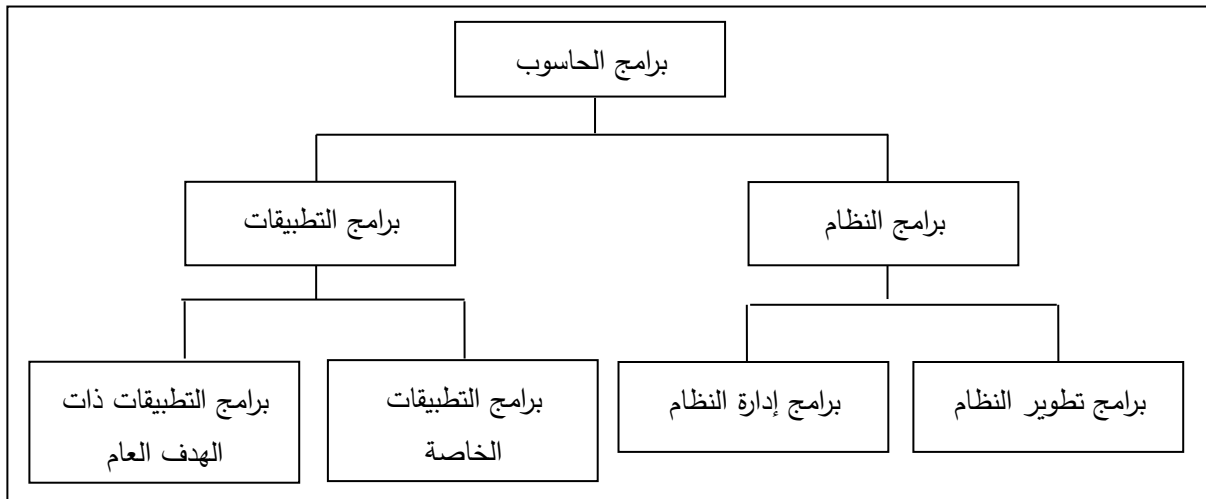 برامج الحاسوب
برامج النظام
برامج التطبيقات
برامج تطوير النظام
برامج إدارة النظام
برامج التطبيقات
الخاصة
برامج التطبيقات ذات
الهدف العام